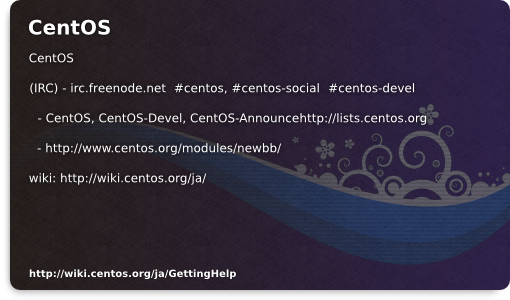 CentOS
CentOS
(IRC) - irc.freenode.net  #centos, #centos-social  #centos-devel
- CentOS, CentOS-Devel, CentOS-Announcehttp://lists.centos.org
- http://www.centos.org/modules/newbb/
wiki: http://wiki.centos.org/ja/
http://wiki.centos.org/ja/GettingHelp